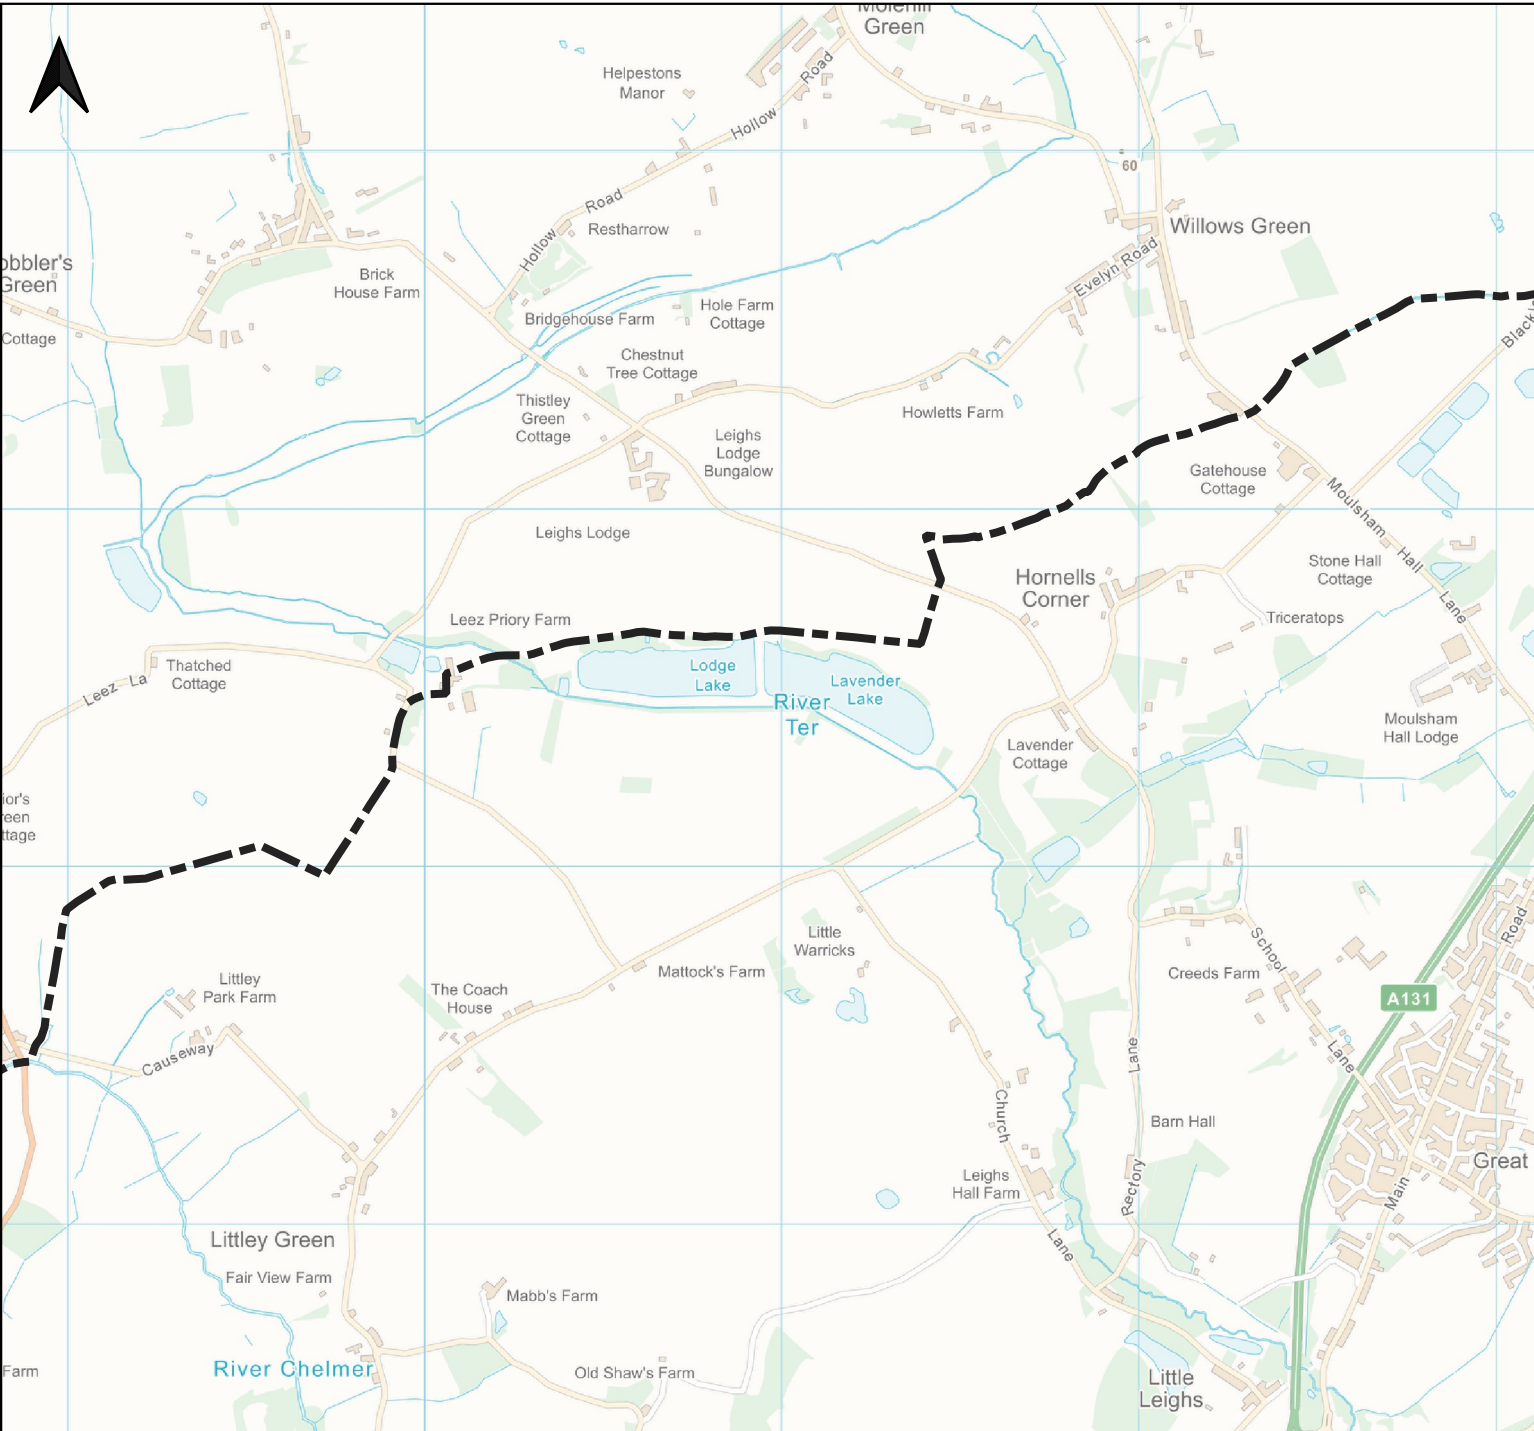 Green
Helpestons
Manor
Hollow
Road
60
Hollow
Road
Restharrow
Willows Green
Evelyn Road
Brick
House Farm
Green
Cottage
Bridgehouse Farm
Hole Farm
Cottage
Chestnut
Tree Cottage
Thistley
Green
Cottage
Howletts Farm
Leighs
Lodge
Bungalow
Gatehouse
Cottage
Moulsham
Hall
Lane
Leighs Lodge
Stone Hall
Cottage
Hornells
Corner
Triceratops
Leez Priory Farm
Thatched
Cottage
Leez La
Lodge
Lake
Lavender
Lake
River
Ter
Moulsham
Hall Lodge
Lavender
Cottage
Little
Warricks
Mattock's Farm
Littley
Park Farm
The Coach
House
Causeway
School
Lane
Creeds Farm
A131
Road
Church
Lane
Lane
Rectory
Barn Hall
Great
Main
Leighs
Hall Farm
Littley Green
Fair View Farm
Mabb's Farm
River Chelmer
Farm
Old Shaw's Farm
Little
Leighs